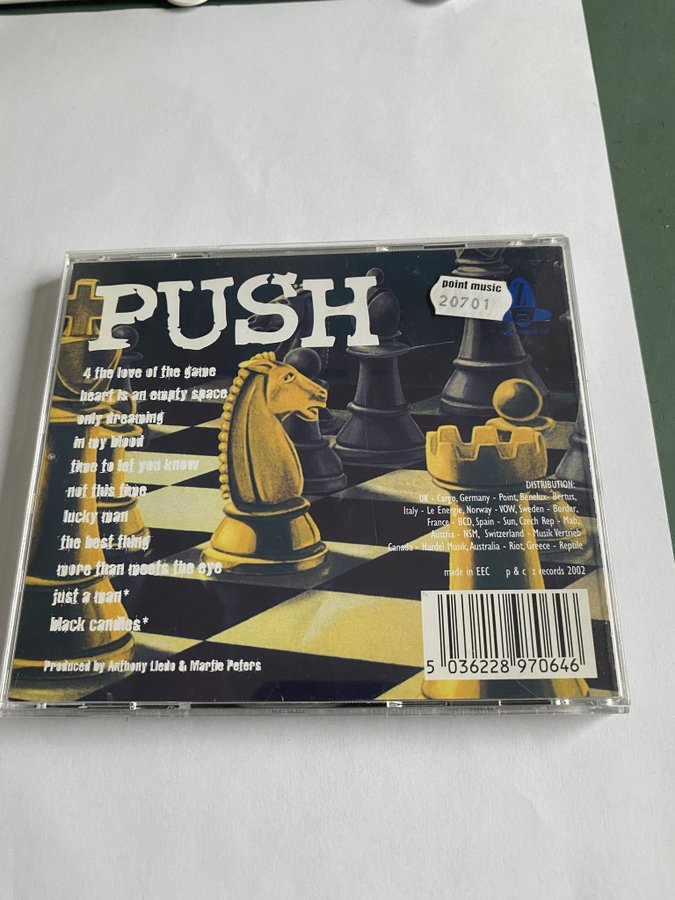 PUSH
point music
20701
4 the love of the game
heart is an empty space
only dreaming
in my blood
time to let you know
not this time
lucky man
the best thing
more than meets the eye
just a man*
black candles*
Produced by Anthony Lledo & Martie Peters
DISTRIBUTION:
UK - Cargo, Germany - Point, Benelux- Bertus,
Italy - Le Energie, Norway - VOW, Sweden - Border,
France - BCD, Spain - Sun, Czech Rep - Mab,
Austria - NSM, Switzerland - Musik Vertrieb
Canada - Hardel Musik, Australia - Riot, Greece - Reptile
made in EEC p & c z records 2002
5 036228 970646